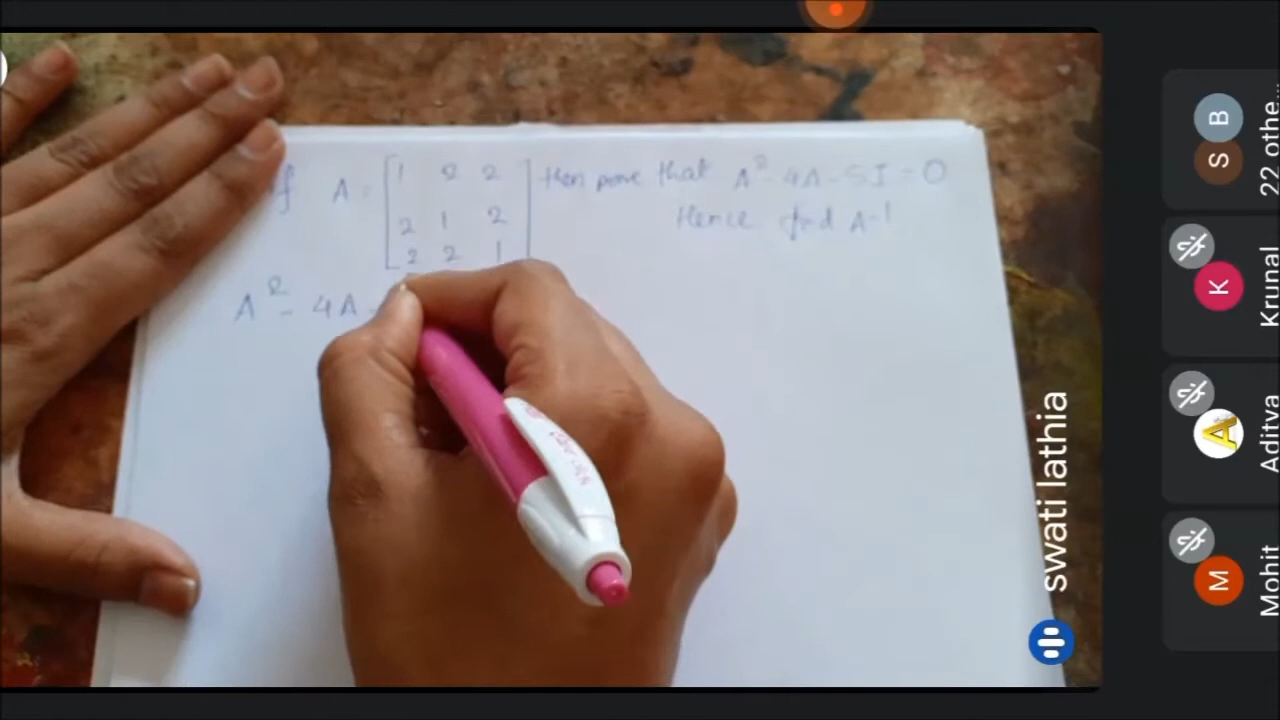 If A = [1 2 2 then prove that A² - 4A - 5I = 0
2 1 2 Hence find A-1
2 2 1]
A² - 4A -
swati lathia
S B
22 othe...
K
Krunal
A
Aditya
M
Mohit